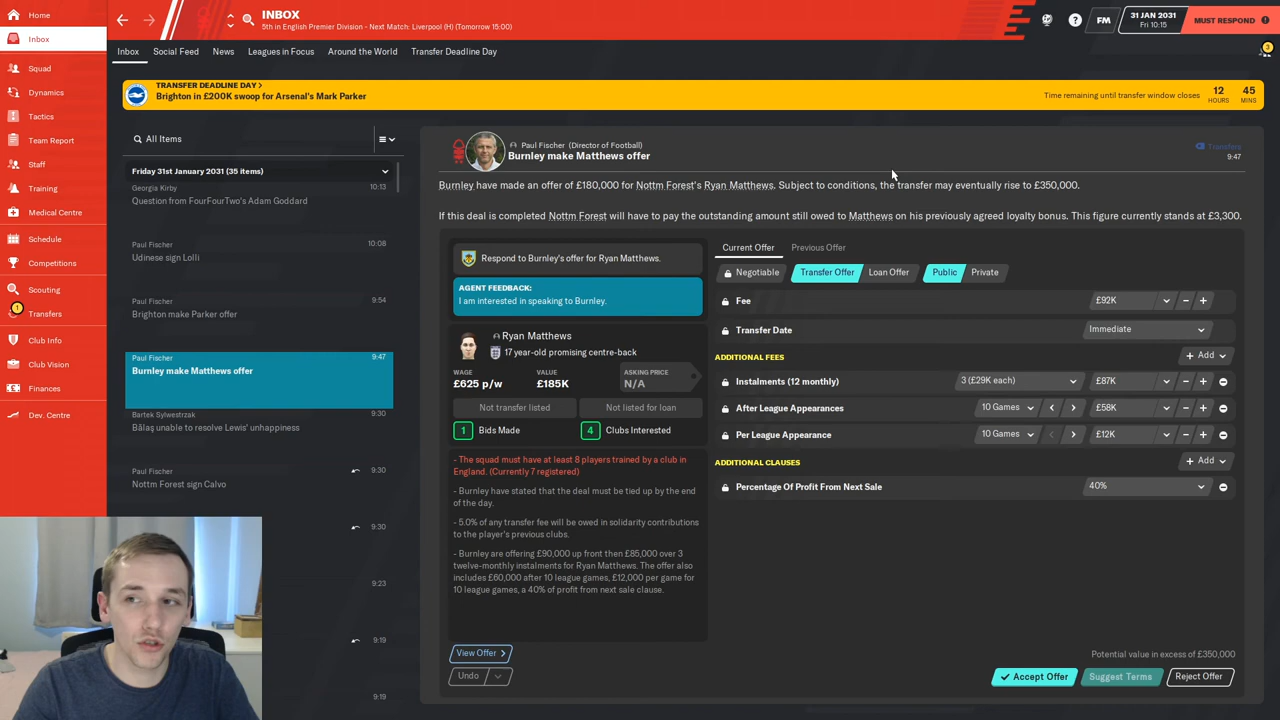 Home
Inbox
Squad
Dynamics
Tactics
Team Report
Staff
Training
Medical Centre
Schedule
Competitions
Scouting
1
Transfers
Club Info
Club Vision
Finances
Dev. Centre
INBOX
5th in English Premier Division - Next Match: Liverpool (H) (Tomorrow 15:00)
?
FM
31 JAN 2031
Fri 10:15
MUST RESPOND
3
Inbox
Social Feed
News
Leagues in Focus
Around the World
Transfer Deadline Day
TRANSFER DEADLINE DAY >
Brighton in £200K swoop for Arsenal's Mark Parker
Time remaining until transfer window closes
12
HOURS
45
MINS
All Items
Friday 31st January 2031 (35 items)
Georgia Kirby
10:13
Question from FourFourTwo's Adam Goddard
Paul Fischer
10:08
Udinese sign Lolli
Paul Fischer
9:54
Brighton make Parker offer
Paul Fischer
9:47
Burnley make Matthews offer
Bartek Sylwestrzak
9:30
Bălaş unable to resolve Lewis' unhappiness
Paul Fischer
9:30
Nottm Forest sign Calvo
9:30
9:23
9:19
9:19
Paul Fischer (Director of Football)
Burnley make Matthews offer
Transfers
9:47
Burnley have made an offer of £180,000 for Nottm Forest's Ryan Matthews. Subject to conditions, the transfer may eventually rise to £350,000.
If this deal is completed Nottm Forest will have to pay the outstanding amount still owed to Matthews on his previously agreed loyalty bonus. This figure currently stands at £3,300.
Respond to Burnley's offer for Ryan Matthews.
AGENT FEEDBACK:
I am interested in speaking to Burnley.
Ryan Matthews
17 year-old promising centre-back
WAGE
£625 p/w
VALUE
£185K
ASKING PRICE
N/A
Not transfer listed
Not listed for loan
1
Bids Made
4
Clubs Interested
- The squad must have at least 8 players trained by a club in
England. (Currently 7 registered)
- Burnley have stated that the deal must be tied up by the end
of the day.
- 5.0% of any transfer fee will be owed in solidarity contributions
to the player's previous clubs.
- Burnley are offering £90,000 up front then £85,000 over 3
twelve-monthly instalments for Ryan Matthews. The offer also
includes £60,000 after 10 league games, £12,000 per game for
10 league games, a 40% of profit from next sale clause.
View Offer >
Undo
Current Offer
Previous Offer
Negotiable
Transfer Offer
Loan Offer
Public
Private
Fee
£92K
Transfer Date
Immediate
ADDITIONAL FEES
+ Add
Instalments (12 monthly)
3 (£29K each)
£87K
After League Appearances
10 Games
£58K
Per League Appearance
10 Games
£12K
ADDITIONAL CLAUSES
+ Add
Percentage Of Profit From Next Sale
40%
Potential value in excess of £350,000
Accept Offer
Suggest Terms
Reject Offer